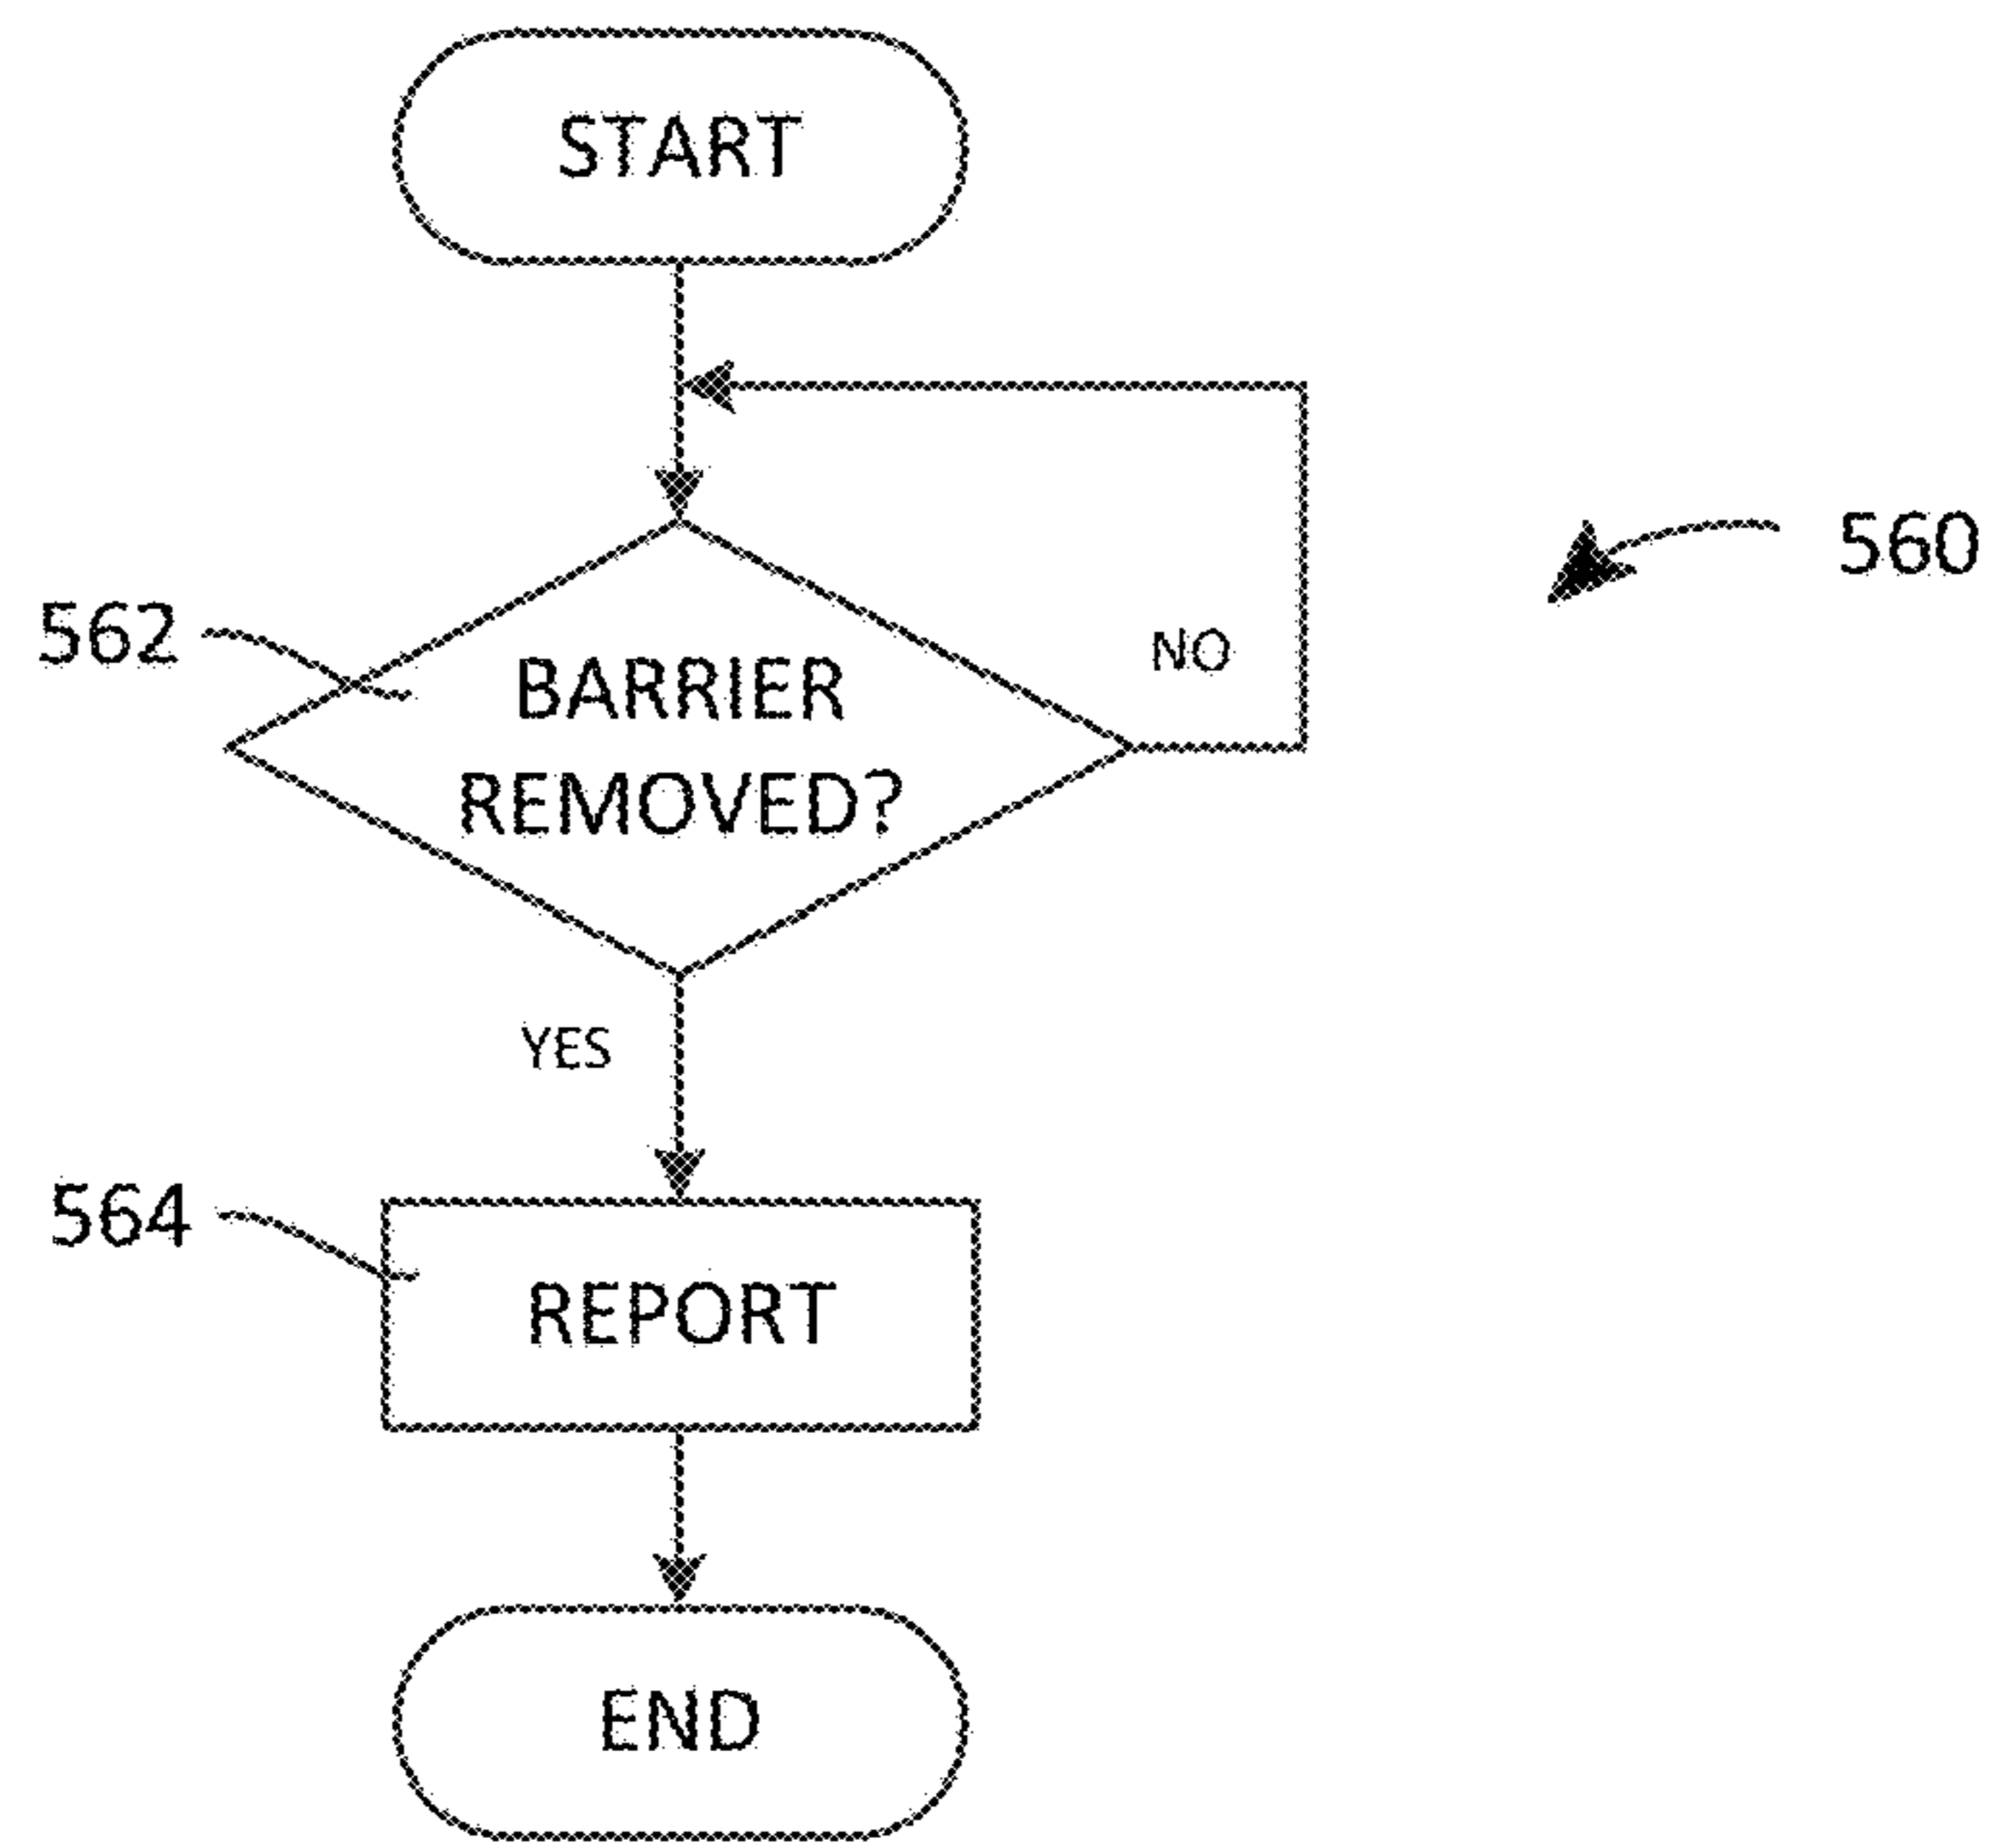 START
560
562
NO
BARRIER
REMOVED?
YES
564
REPORT
END